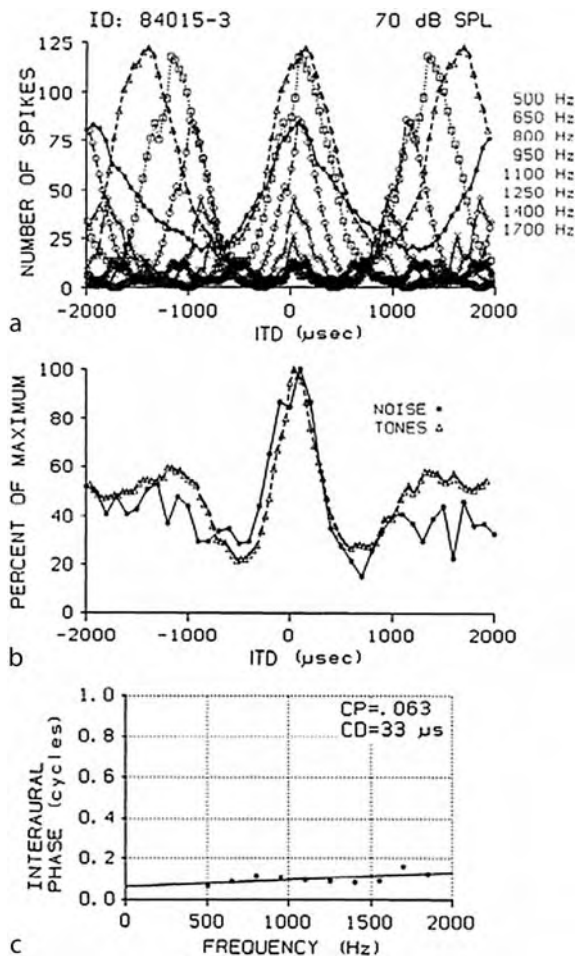 ID: 84015-3 70 dB SPL
125
100
75
50
25
0
NUMBER OF SPIKES
500 Hz
650 Hz
800 Hz
950 Hz
1100 Hz
1250 Hz
1400 Hz
1700 Hz
-2000 -1000 0 1000 2000
a
ITD (μsec)
100
80
60
40
20
0
PERCENT OF MAXIMUM
NOISE
TONES
-2000 -1000 0 1000 2000
b
ITD (μsec)
1.0
0.8
0.6
0.4
0.2
0.0
INTERAURAL
PHASE (cycles)
CP=.063
CD=33 μs
0 500 1000 1500 2000
c
FREQUENCY (Hz)